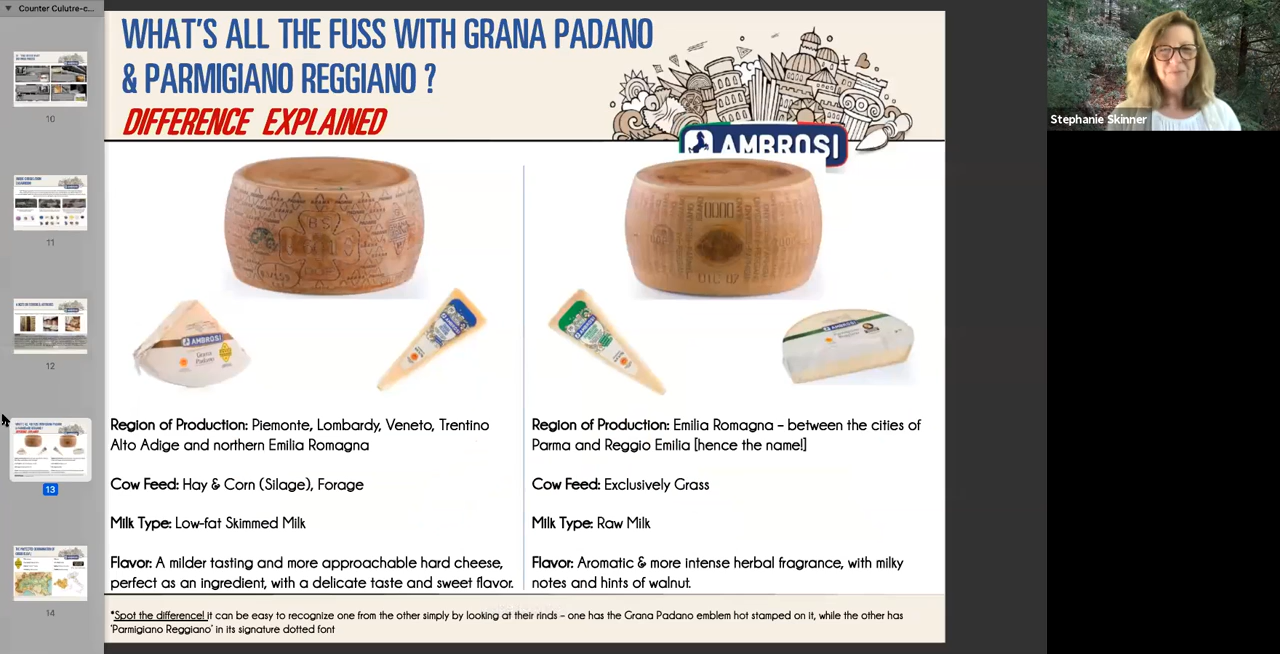 Counter Culutre-c...
10
11
12
13
14
WHAT'S ALL THE FUSS WITH GRANA PADANO
& PARMIGIANO REGGIANO ?
DIFFERENCE EXPLAINED
AMBROSI
AMBROSI
Grana
Padano
AMBROSI
AMBROSI
Region of Production: Piemonte, Lombardy, Veneto, Trentino
Alto Adige and northern Emilia Romagna
Cow Feed: Hay & Corn (Silage), Forage
Milk Type: Low-fat Skimmed Milk
Flavor: A milder tasting and more approachable hard cheese,
perfect as an ingredient, with a delicate taste and sweet flavor.
Region of Production: Emilia Romagna – between the cities of
Parma and Reggio Emilia [hence the name!]
Cow Feed: Exclusively Grass
Milk Type: Raw Milk
Flavor: Aromatic & more intense herbal fragrance, with milky
notes and hints of walnut.
*Spot the difference! it can be easy to recognize one from the other simply by looking at their rinds – one has the Grana Padano emblem hot stamped on it, while the other has
'Parmigiano Reggiano' in its signature dotted font
Stephanie Skinner